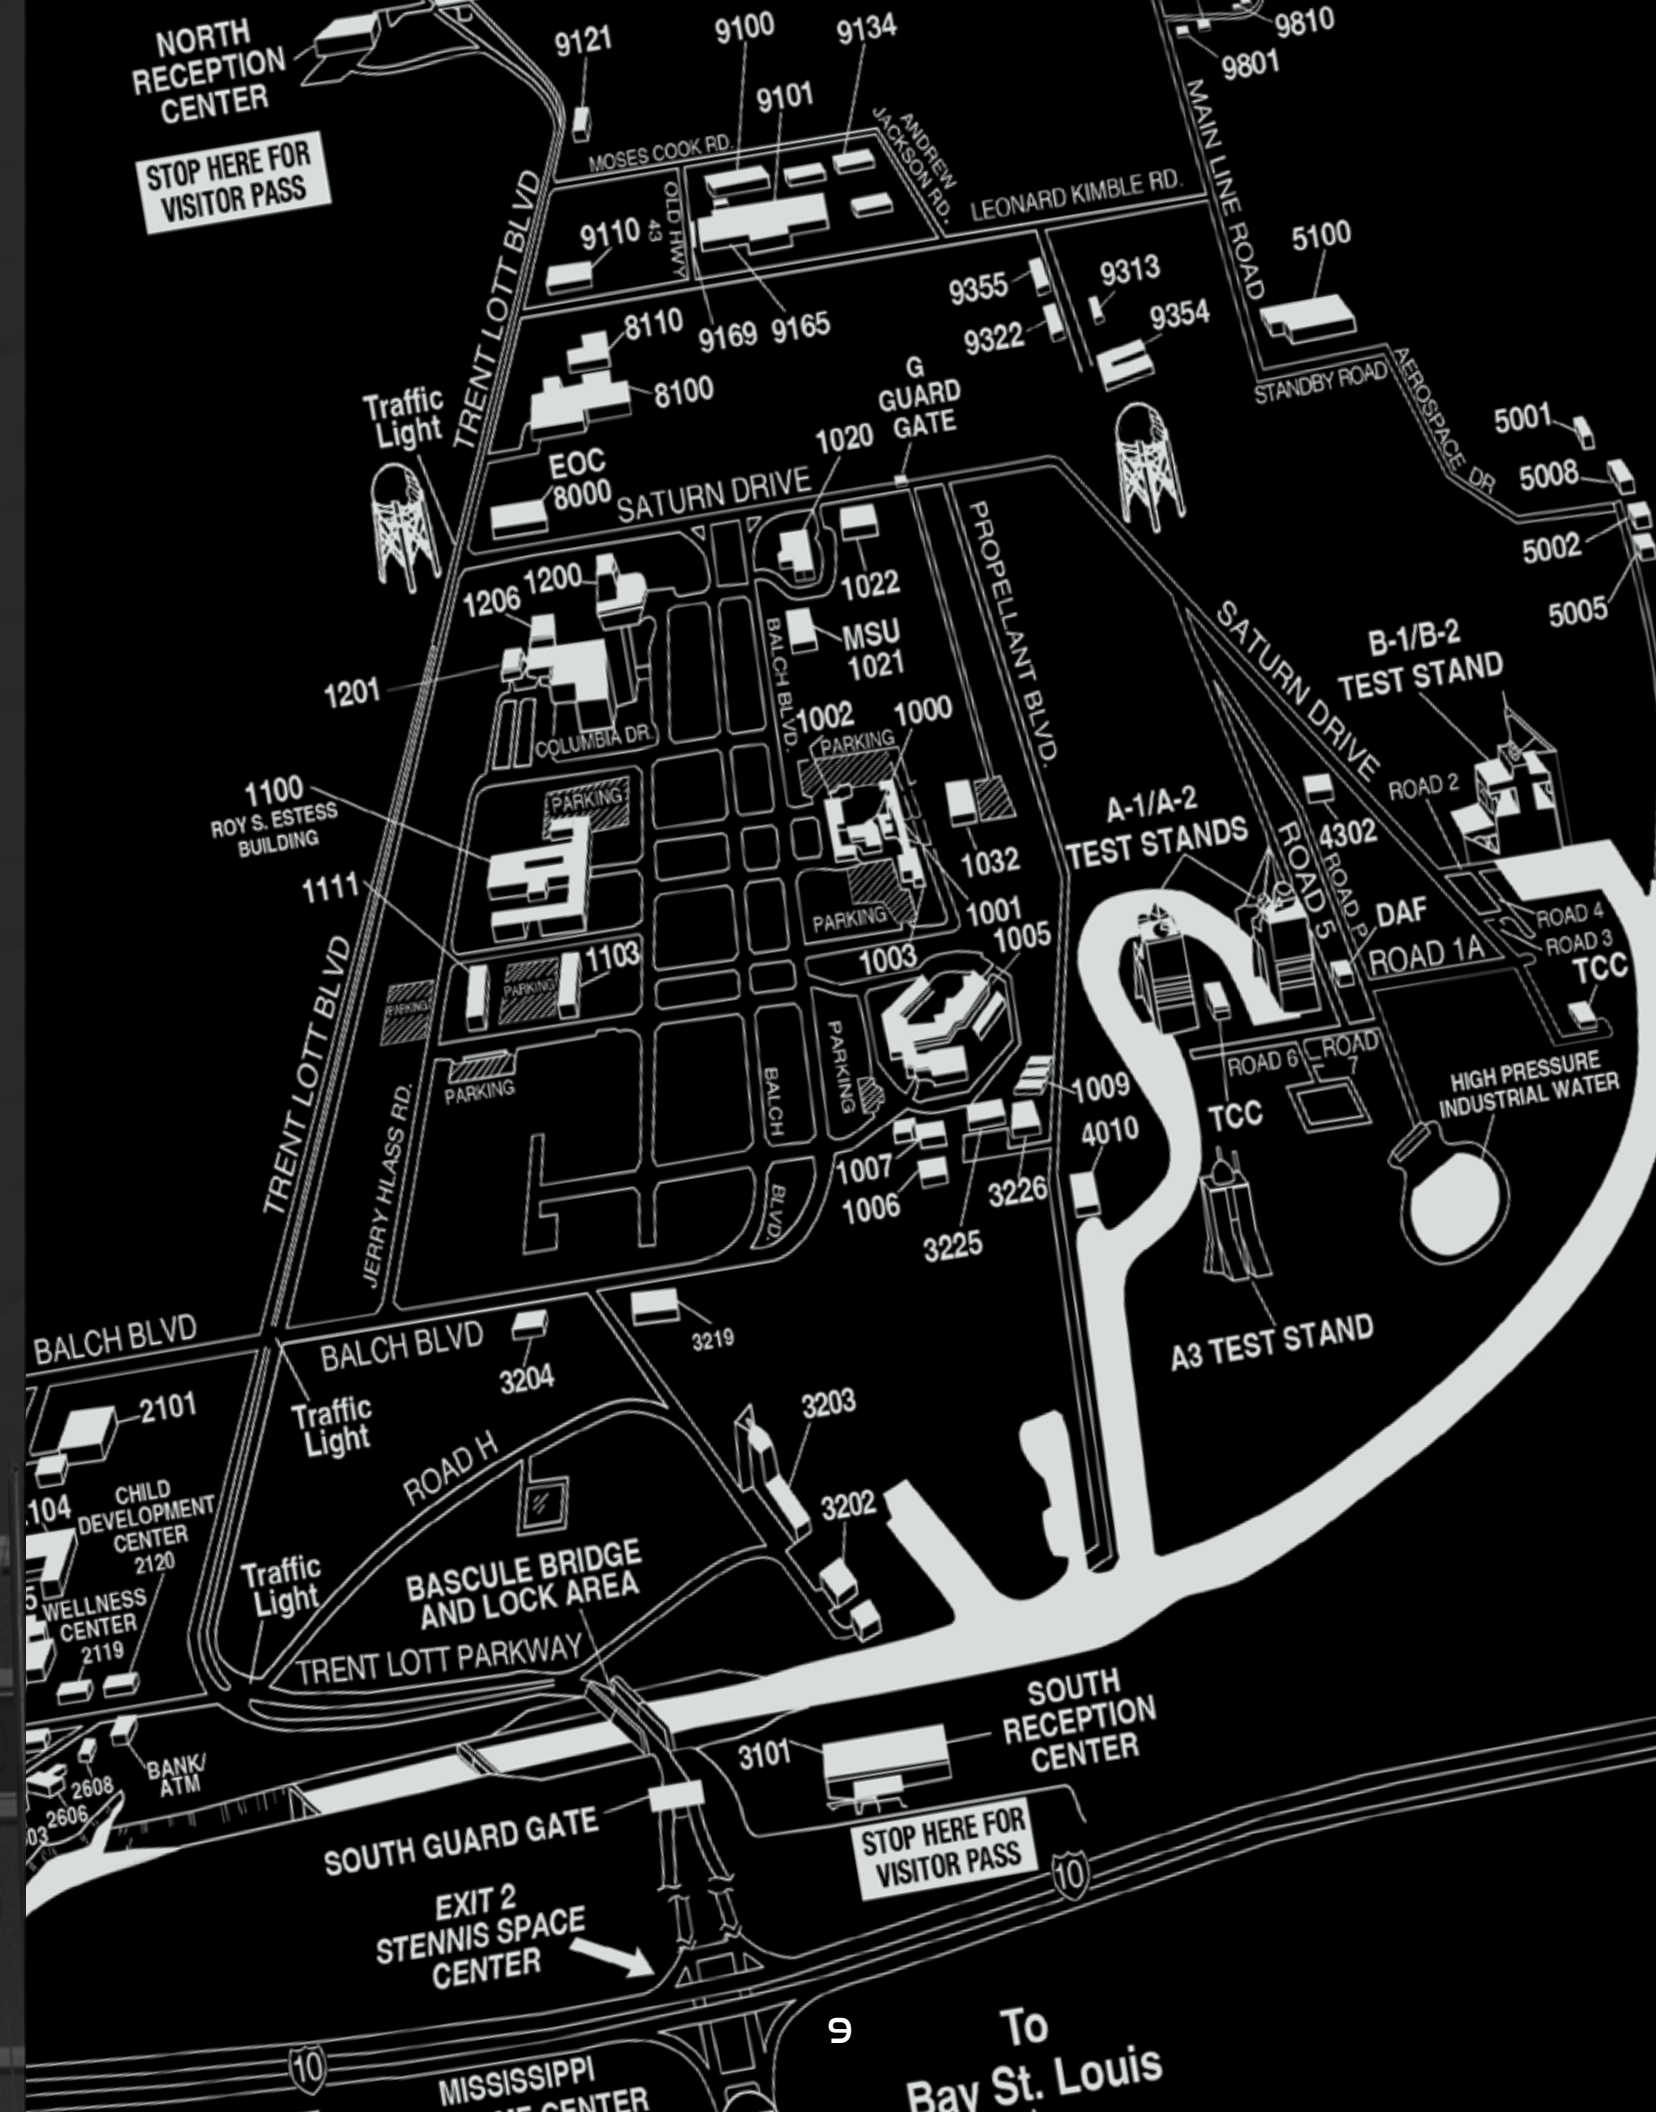 NORTH
RECEPTION
CENTER
STOP HERE FOR
VISITOR PASS
9121
9100
9134
9101
9810
9801
MOSES COOK RD.
ANDREW
JACKSON RD.
OLD HWY
43
LEONARD KIMBLE RD.
MAIN LINE ROAD
TRENT LOTT BLVD
9110
5100
9355
9313
9322
9354
8110
9169
9165
8100
G
GUARD
GATE
STANDBY ROAD
AEROSPACE DR
Traffic
Light
1020
5001
5008
5002
5005
EOC
8000
SATURN DRIVE
PROPELLANT BLVD.
1206
1200
1022
MSU
1021
BALCH BLVD.
1201
SATURN DRIVE
B-1/B-2
TEST STAND
1002
1000
COLUMBIA DR.
PARKING
1100
ROY S. ESTESS
BUILDING
PARKING
A-1/A-2
TEST STANDS
ROAD 2
4302
1032
1111
ROAD 5
ROAD P
PARKING
1001
1005
1003
DAF
ROAD 1A
ROAD 4
ROAD 3
TCC
1103
PARKING
PARKING
TRENT LOTT BLVD
PARKING
PARKING
JERRY HLASS RD.
BALCH
BLVD.
ROAD 6
ROAD
7
HIGH PRESSURE
INDUSTRIAL WATER
1009
TCC
4010
1007
1006
3226
3225
A3 TEST STAND
BALCH BLVD
BALCH BLVD
3204
3219
2101
Traffic
Light
ROAD H
3203
3202
104
CHILD
DEVELOPMENT
CENTER
2120
Traffic
Light
BASCULE BRIDGE
AND LOCK AREA
5
WELLNESS
CENTER
2119
TRENT LOTT PARKWAY
SOUTH
RECEPTION
CENTER
3101
BANK/
ATM
2608
2606
03
SOUTH GUARD GATE
STOP HERE FOR
VISITOR PASS
10
EXIT 2
STENNIS SPACE
CENTER
9
To
Bay St. Louis
10
MISSISSIPPI
CENTER